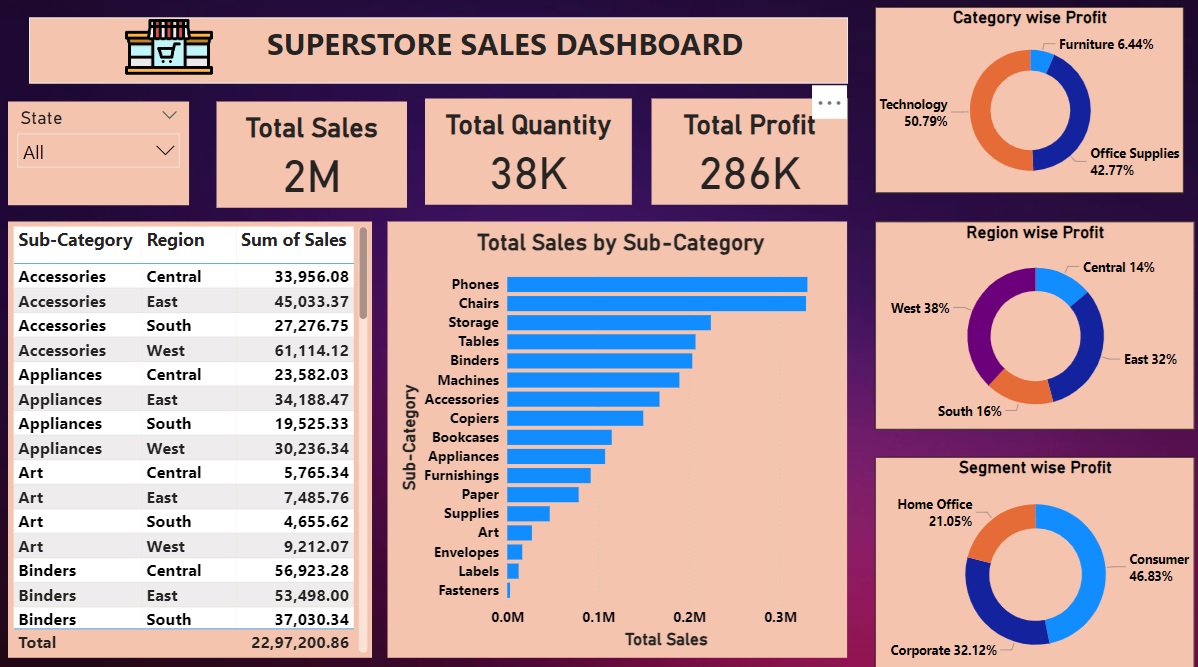 SUPERSTORE SALES DASHBOARD
State
All
Total Sales
2M
Total Quantity
38K
Total Profit
286K
Sub-Category Region Sum of Sales
Accessories Central 33,956.08
Accessories East 45,033.37
Accessories South 27,276.75
Accessories West 61,114.12
Appliances Central 23,582.03
Appliances East 34,188.47
Appliances South 19,525.33
Appliances West 30,236.34
Art Central 5,765.34
Art East 7,485.76
Art South 4,655.62
Art West 9,212.07
Binders Central 56,923.28
Binders East 53,498.00
Binders South 37,030.34
Total 22,97,200.86
Total Sales by Sub-Category
Sub-Category
Phones
Chairs
Storage
Tables
Binders
Machines
Accessories
Copiers
Bookcases
Appliances
Furnishings
Paper
Supplies
Art
Envelopes
Labels
Fasteners
0.0M 0.1M 0.2M 0.3M
Total Sales
Category wise Profit
Furniture 6.44%
Technology
50.79%
Office Supplies
42.77%
Region wise Profit
Central 14%
West 38%
East 32%
South 16%
Segment wise Profit
Home Office
21.05%
Consumer
46.83%
Corporate 32.12%